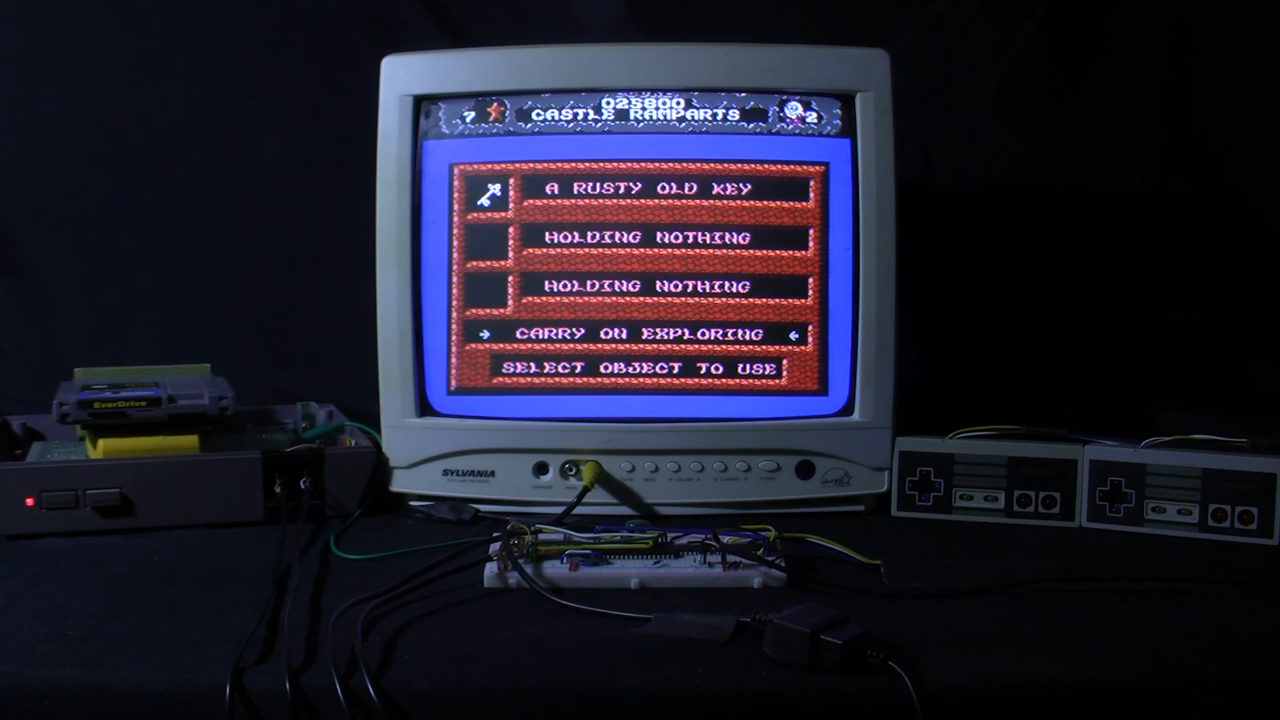 025800
7
CASTLE RAMPARTS
2
A RUSTY OLD KEY
HOLDING NOTHING
HOLDING NOTHING
→ CARRY ON EXPLORING ←
SELECT OBJECT TO USE
EverDrive
SYLVANIA